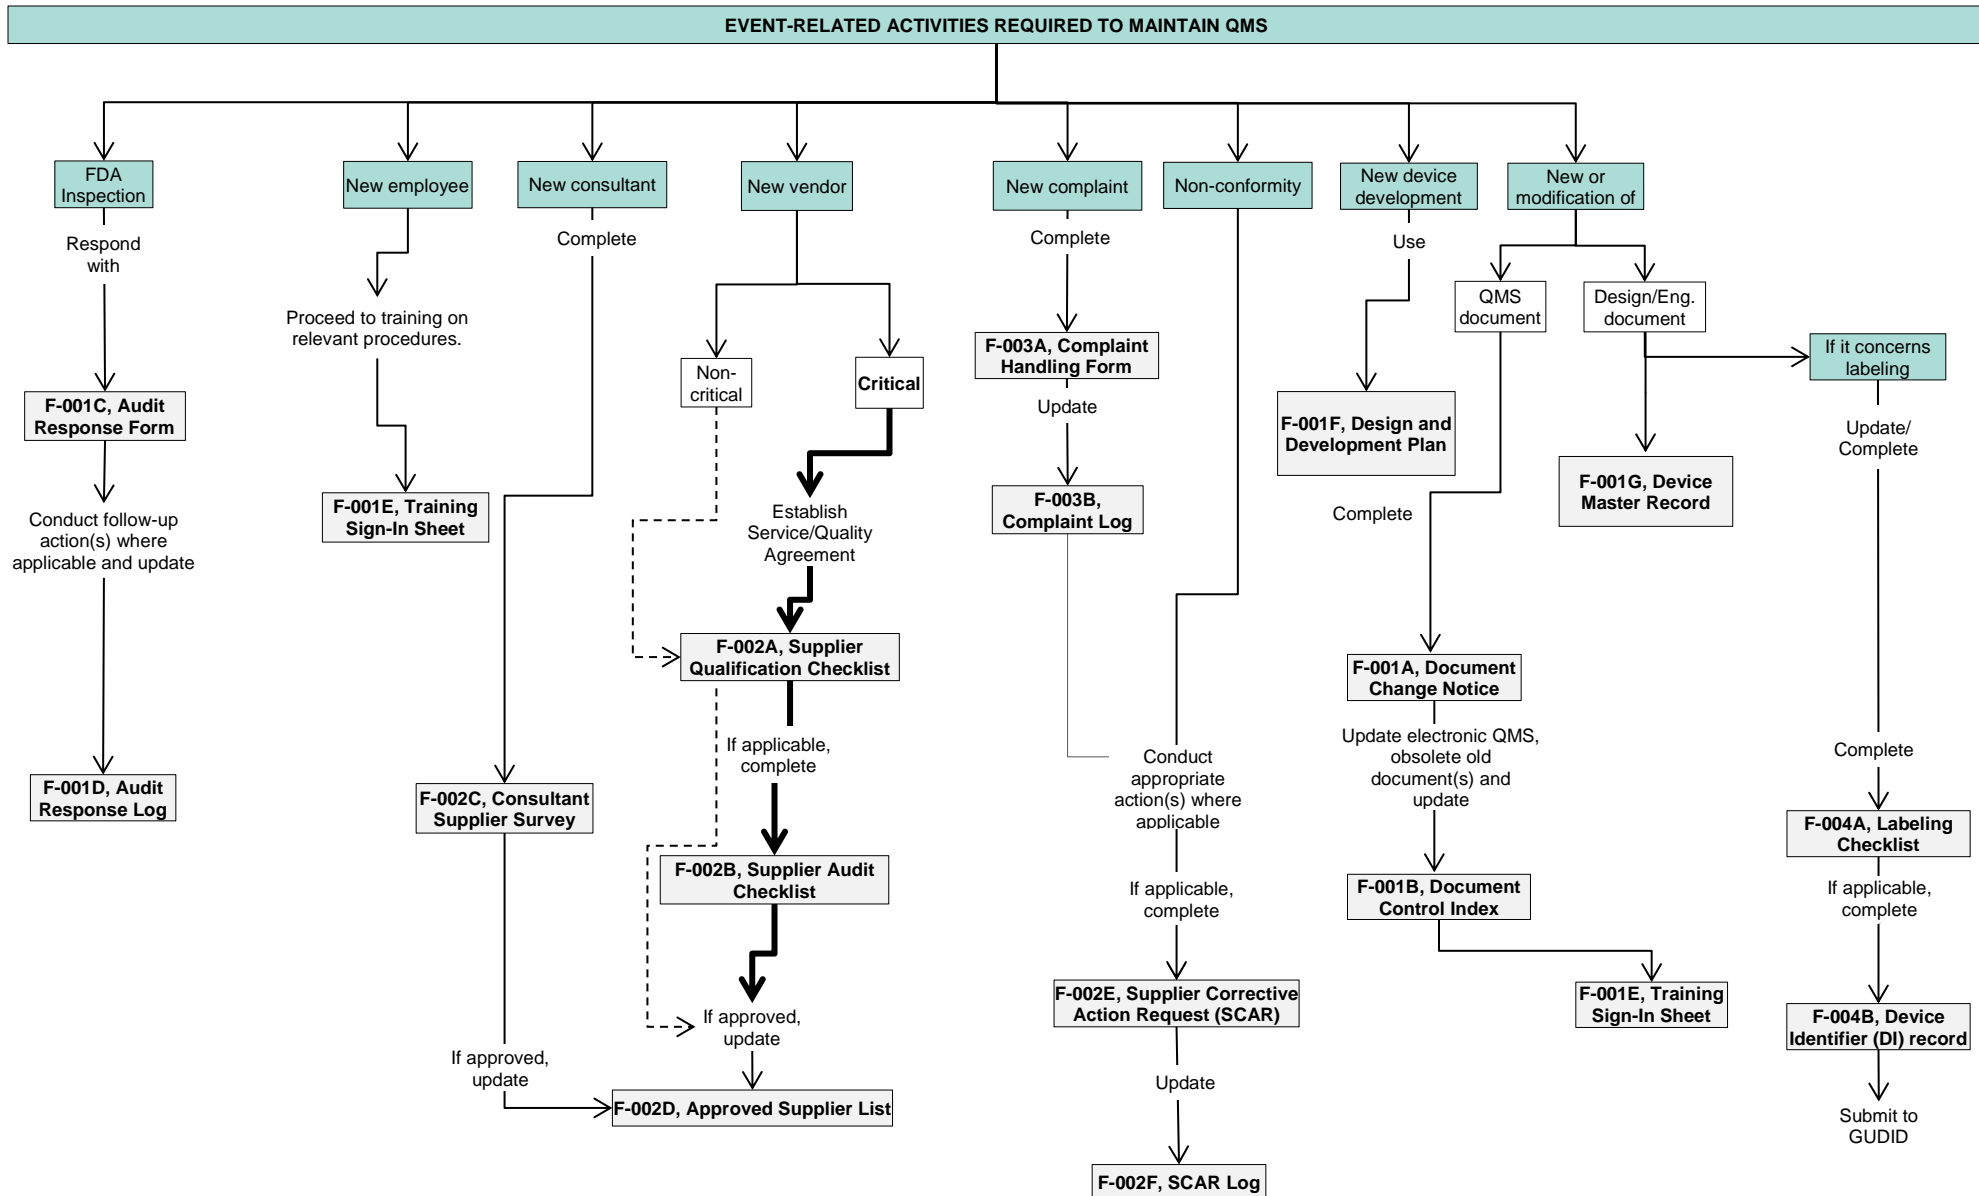 EVENT-RELATED ACTIVITIES REQUIRED TO MAINTAIN QMS
FDA
Inspection
New employee
New consultant
New vendor
New complaint
Non-conformity
New device
development
New or
modification of
Respond
with
Complete
Complete
Use
QMS
document
Design/Eng.
document
Proceed to training on
relevant procedures.
Non-
critical
Critical
F-003A, Complaint
Handling Form
If it concerns
labeling
F-001C, Audit
Response Form
Update
F-001F, Design and
Development Plan
Update/
Complete
F-001E, Training
Sign-In Sheet
F-003B,
Complaint Log
F-001G, Device
Master Record
Conduct follow-up
action(s) where
applicable and update
Establish
Service/Quality
Agreement
Complete
F-002A, Supplier
Qualification Checklist
F-001A, Document
Change Notice
If applicable,
complete
Conduct
appropriate
action(s) where
applicable
Update electronic QMS,
obsolete old
document(s) and
update
Complete
F-001D, Audit
Response Log
F-002C, Consultant
Supplier Survey
F-004A, Labeling
Checklist
F-002B, Supplier Audit
Checklist
If applicable,
complete
F-001B, Document
Control Index
If applicable,
complete
F-002E, Supplier Corrective
Action Request (SCAR)
F-001E, Training
Sign-In Sheet
If approved,
update
F-004B, Device
Identifier (DI) record
If approved,
update
Update
F-002D, Approved Supplier List
Submit to
GUDID
F-002F, SCAR Log